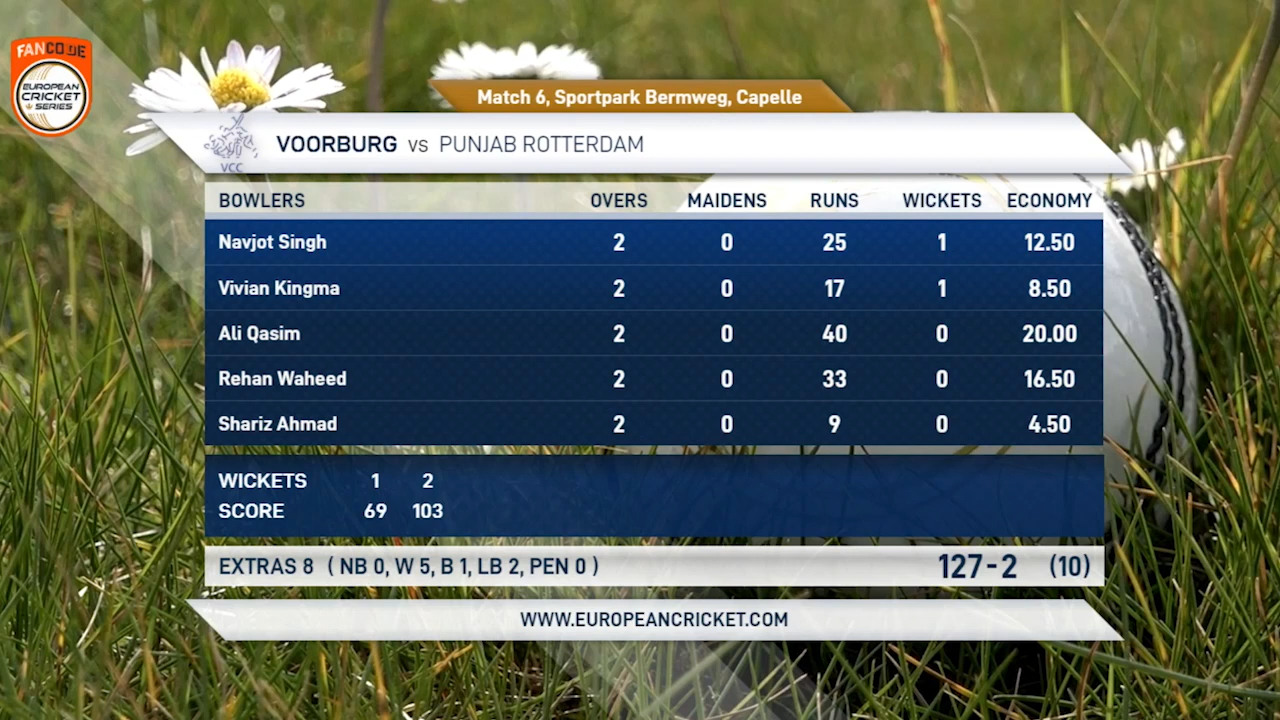 FANCODE
EUROPEAN
CRICKET
SERIES
Match 6, Sportpark Bermweg, Capelle
VCC
VOORBURG vs PUNJAB ROTTERDAM
BOWLERS OVERS MAIDENS RUNS WICKETS ECONOMY
Navjot Singh 2 0 25 1 12.50
Vivian Kingma 2 0 17 1 8.50
Ali Qasim 2 0 40 0 20.00
Rehan Waheed 2 0 33 0 16.50
Shariz Ahmad 2 0 9 0 4.50
WICKETS 1 2
SCORE 69 103
EXTRAS 8 ( NB 0, W 5, B 1, LB 2, PEN 0 ) 127-2 (10)
WWW.EUROPEANCRICKET.COM